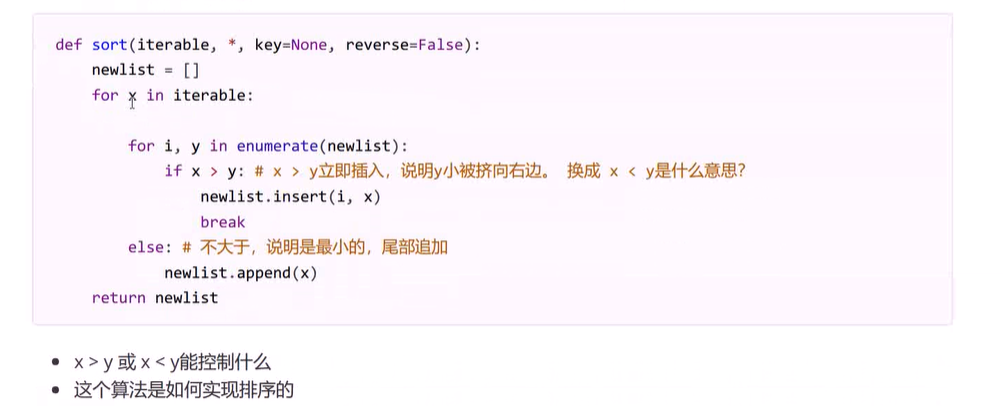 def sort(iterable, *, key=None, reverse=False):
    newlist = []
    for x in iterable:
        for i, y in enumerate(newlist):
            if x > y: # x > y立即插入，说明y小被挤向右边。 换成 x < y是什么意思?
                newlist.insert(i, x)
                break
        else: # 不大于，说明是最小的，尾部追加
            newlist.append(x)
    return newlist
• x > y 或 x < y能控制什么
• 这个算法是如何实现排序的